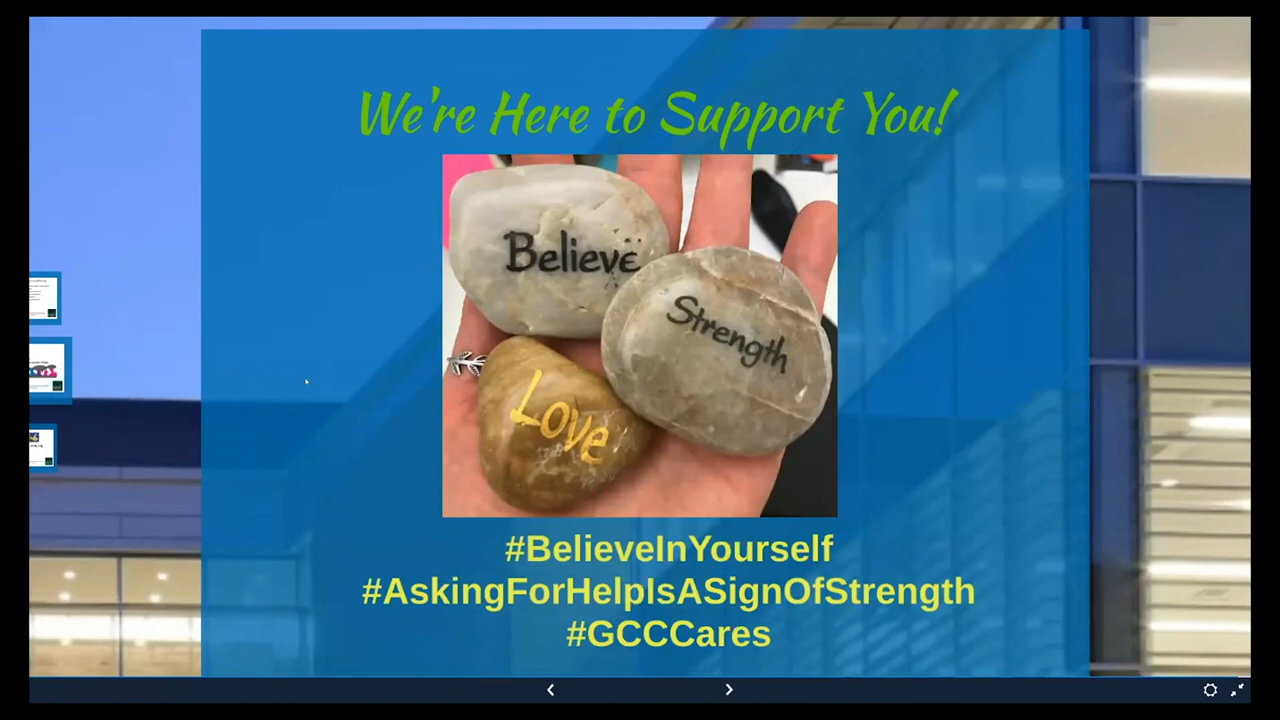 We're Here to Support You!
Believe
Strength
Love
#BelieveInYourself
#AskingForHelpIsASignOfStrength
#GCCCares